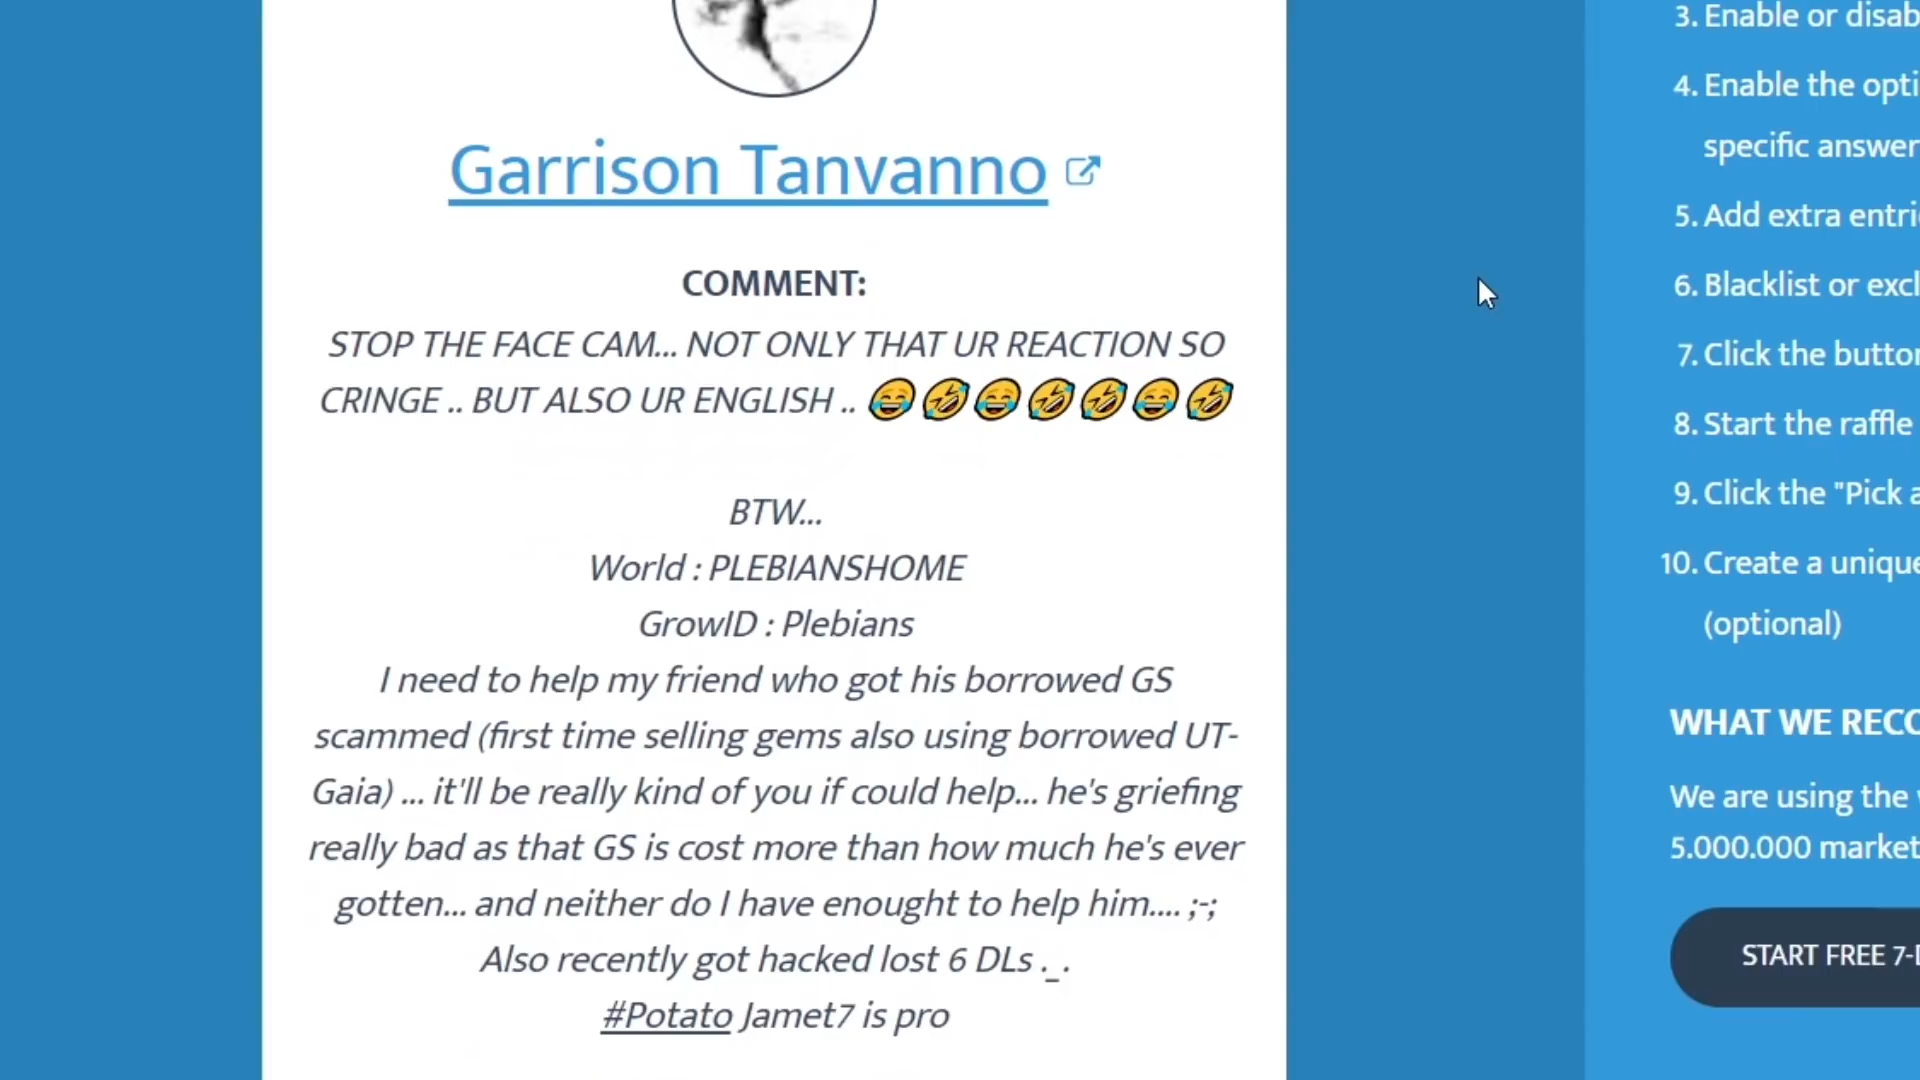 Garrison Tanvanno
COMMENT:
STOP THE FACE CAM... NOT ONLY THAT UR REACTION SO
CRINGE .. BUT ALSO UR ENGLISH .. 😂🤣😂🤣🤣😂🤣
BTW...
World : PLEBIANSHOME
GrowID : Plebians
I need to help my friend who got his borrowed GS
scammed (first time selling gems also using borrowed UT-
Gaia) ... it'll be really kind of you if could help... he's griefing
really bad as that GS is cost more than how much he's ever
gotten... and neither do I have enought to help him.... ;-;
Also recently got hacked lost 6 DLs ._.
#Potato Jamet7 is pro
3. Enable or disab
4. Enable the opti
specific answer
5. Add extra entri
6. Blacklist or excl
7. Click the button
8. Start the raffle
9. Click the "Pick a
10. Create a unique
(optional)
WHAT WE RECO
We are using the
5.000.000 market
START FREE 7-D